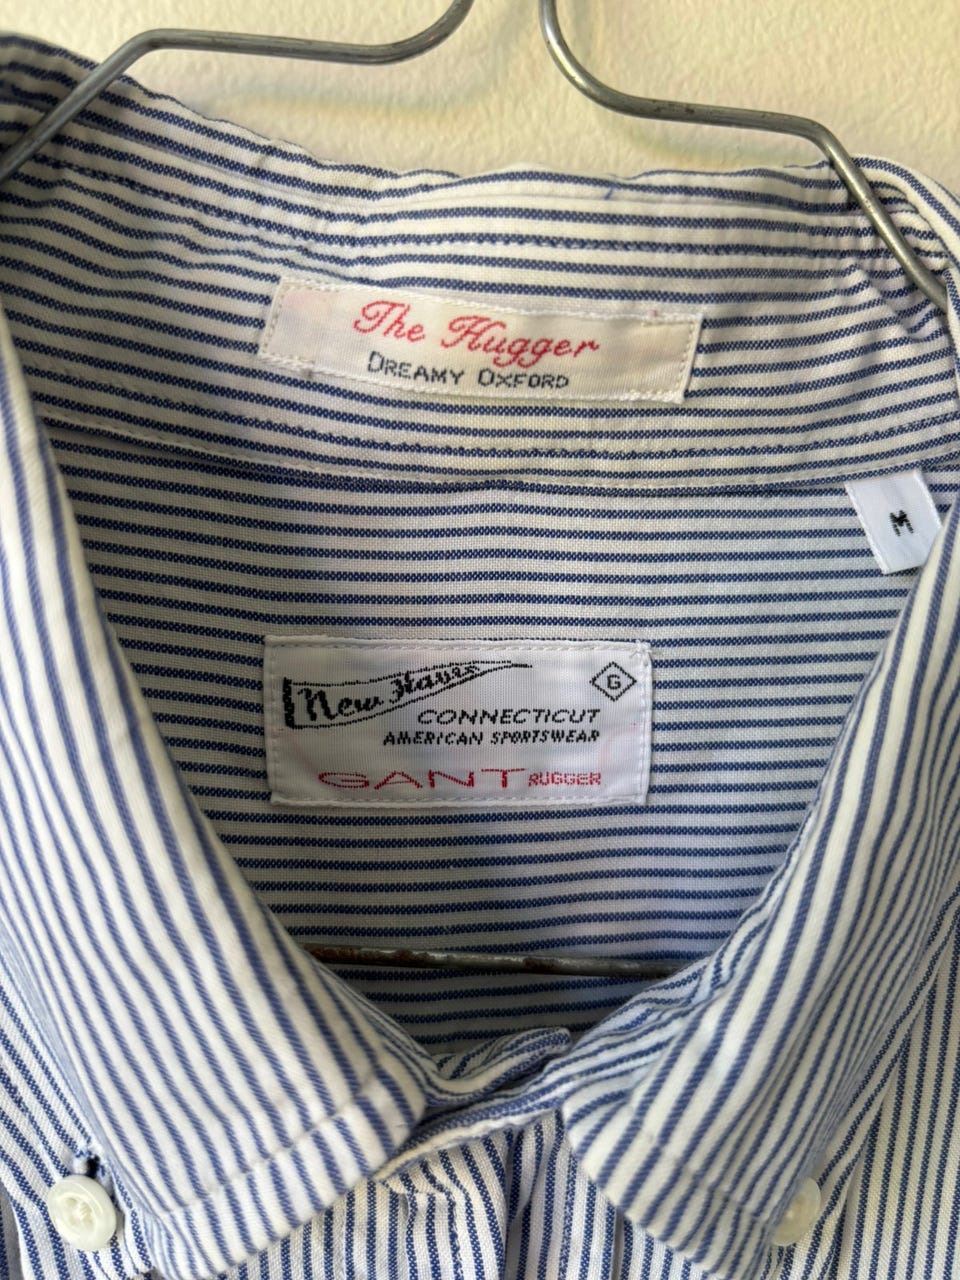 The Hugger
DREAMY OXFORD
M
New Haven
G
CONNECTICUT
AMERICAN SPORTSWEAR
GANT RUGGER